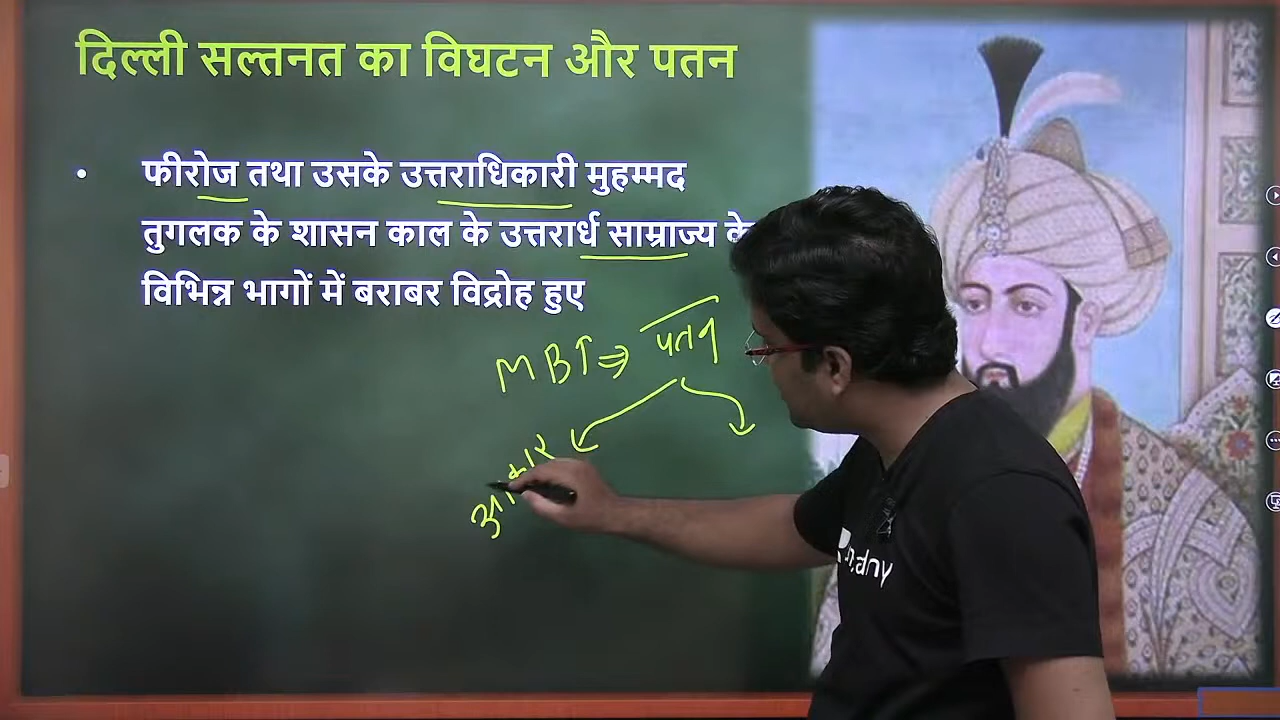 दिल्ली सल्तनत का विघटन और पतन
• फीरोज तथा उसके उत्तराधिकारी मुहम्मद
तुगलक के शासन काल के उत्तरार्ध साम्राज्य के
विभिन्न भागों में बराबर विद्रोह हुए
MBT ⇒ पतन
आकार